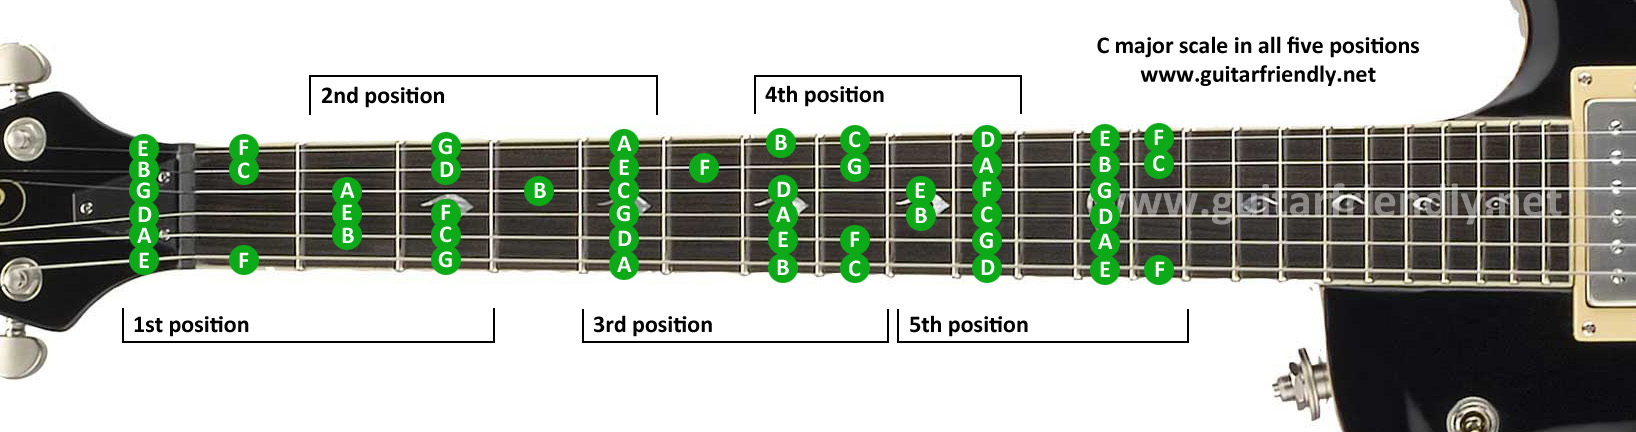 C major scale in all five positions
www.guitarfriendly.net
2nd position
4th position
E F G A B C D E F
B C D E F G A B C
G A B C D E F G
D E F G A B C D
A B C D E F G A
E F G A B C D E F
www.guitarfriendly.net
1st position
3rd position
5th position